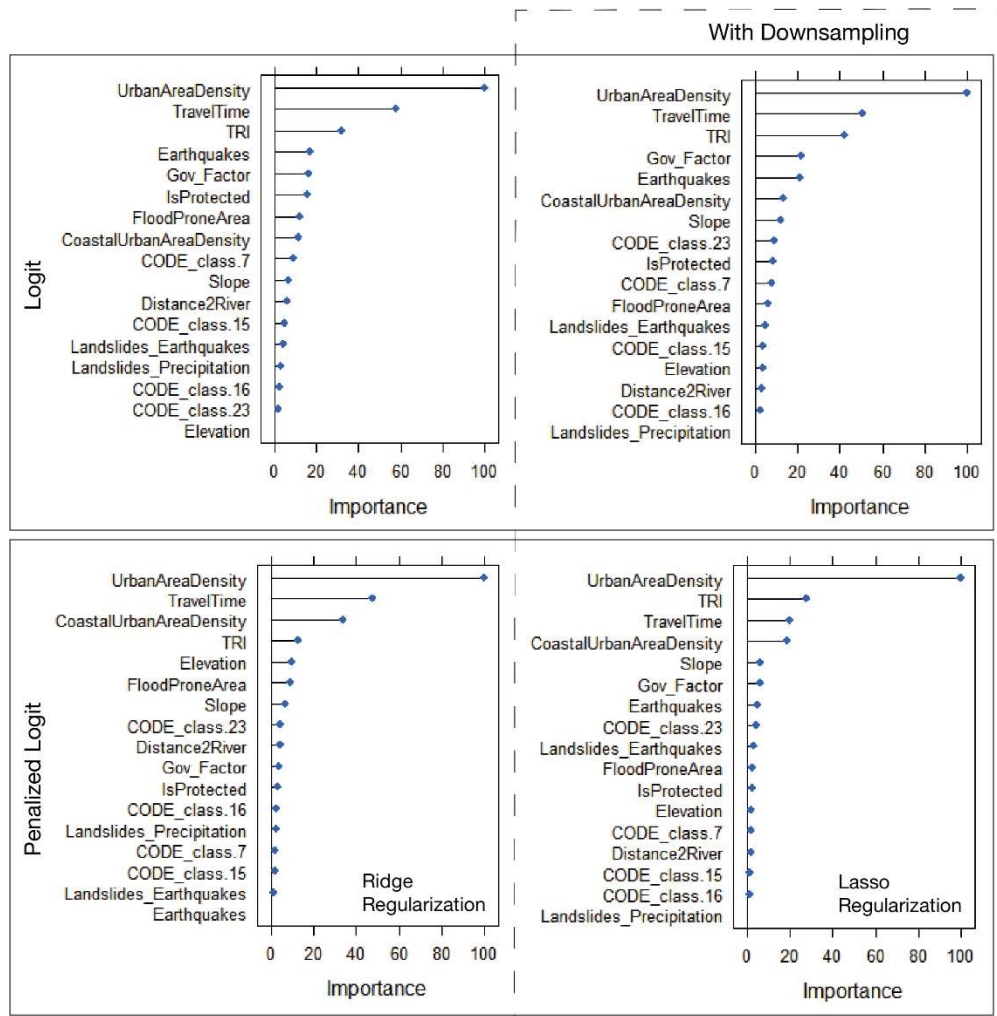 With Downsampling
Logit
UrbanAreaDensity
TravelTime
TRI
Earthquakes
Gov_Factor
IsProtected
FloodProneArea
CoastalUrbanAreaDensity
CODE_class.7
Slope
Distance2River
CODE_class.15
Landslides_Earthquakes
Landslides_Precipitation
CODE_class.16
CODE_class.23
Elevation
0 20 40 60 80 100
Importance
UrbanAreaDensity
TravelTime
TRI
Gov_Factor
Earthquakes
CoastalUrbanAreaDensity
Slope
CODE_class.23
IsProtected
CODE_class.7
FloodProneArea
Landslides_Earthquakes
CODE_class.15
Elevation
Distance2River
CODE_class.16
Landslides_Precipitation
0 20 40 60 80 100
Importance
Penalized Logit
UrbanAreaDensity
TravelTime
CoastalUrbanAreaDensity
TRI
Elevation
FloodProneArea
Slope
CODE_class.23
Distance2River
Gov_Factor
IsProtected
CODE_class.16
Landslides_Precipitation
CODE_class.7
CODE_class.15
Landslides_Earthquakes
Earthquakes
Ridge
Regularization
0 20 40 60 80 100
Importance
UrbanAreaDensity
TRI
TravelTime
CoastalUrbanAreaDensity
Slope
Gov_Factor
Earthquakes
CODE_class.23
Landslides_Earthquakes
FloodProneArea
IsProtected
Elevation
CODE_class.7
Distance2River
CODE_class.15
CODE_class.16
Landslides_Precipitation
Lasso
Regularization
0 20 40 60 80 100
Importance